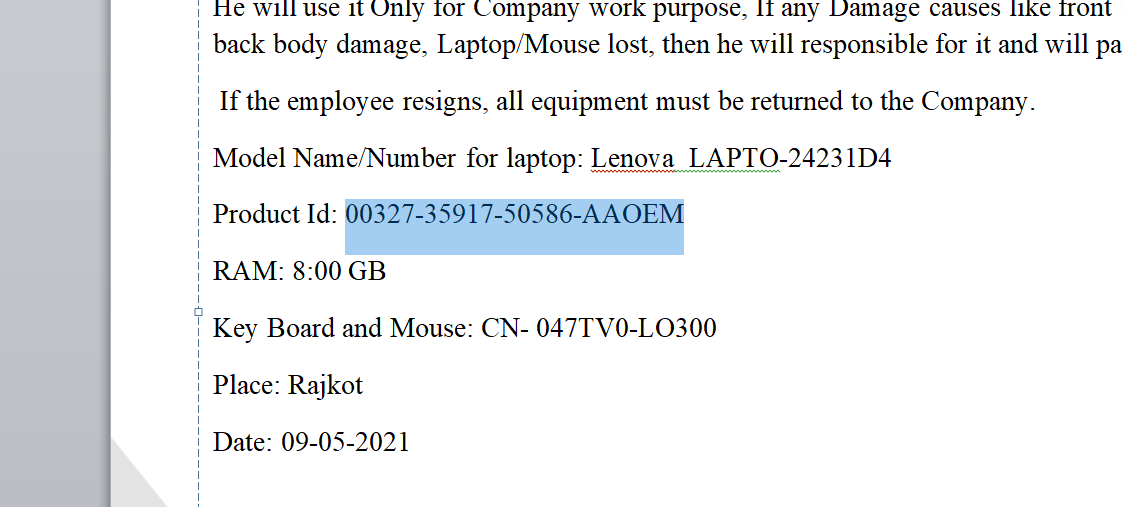 He will use it Only for Company work purpose, If any Damage causes like front
back body damage, Laptop/Mouse lost, then he will responsible for it and will pa
If the employee resigns, all equipment must be returned to the Company.
Model Name/Number for laptop: Lenova LAPTO-24231D4
Product Id: 00327-35917-50586-AAOEM
RAM: 8:00 GB
Key Board and Mouse: CN- 047TV0-LO300
Place: Rajkot
Date: 09-05-2021